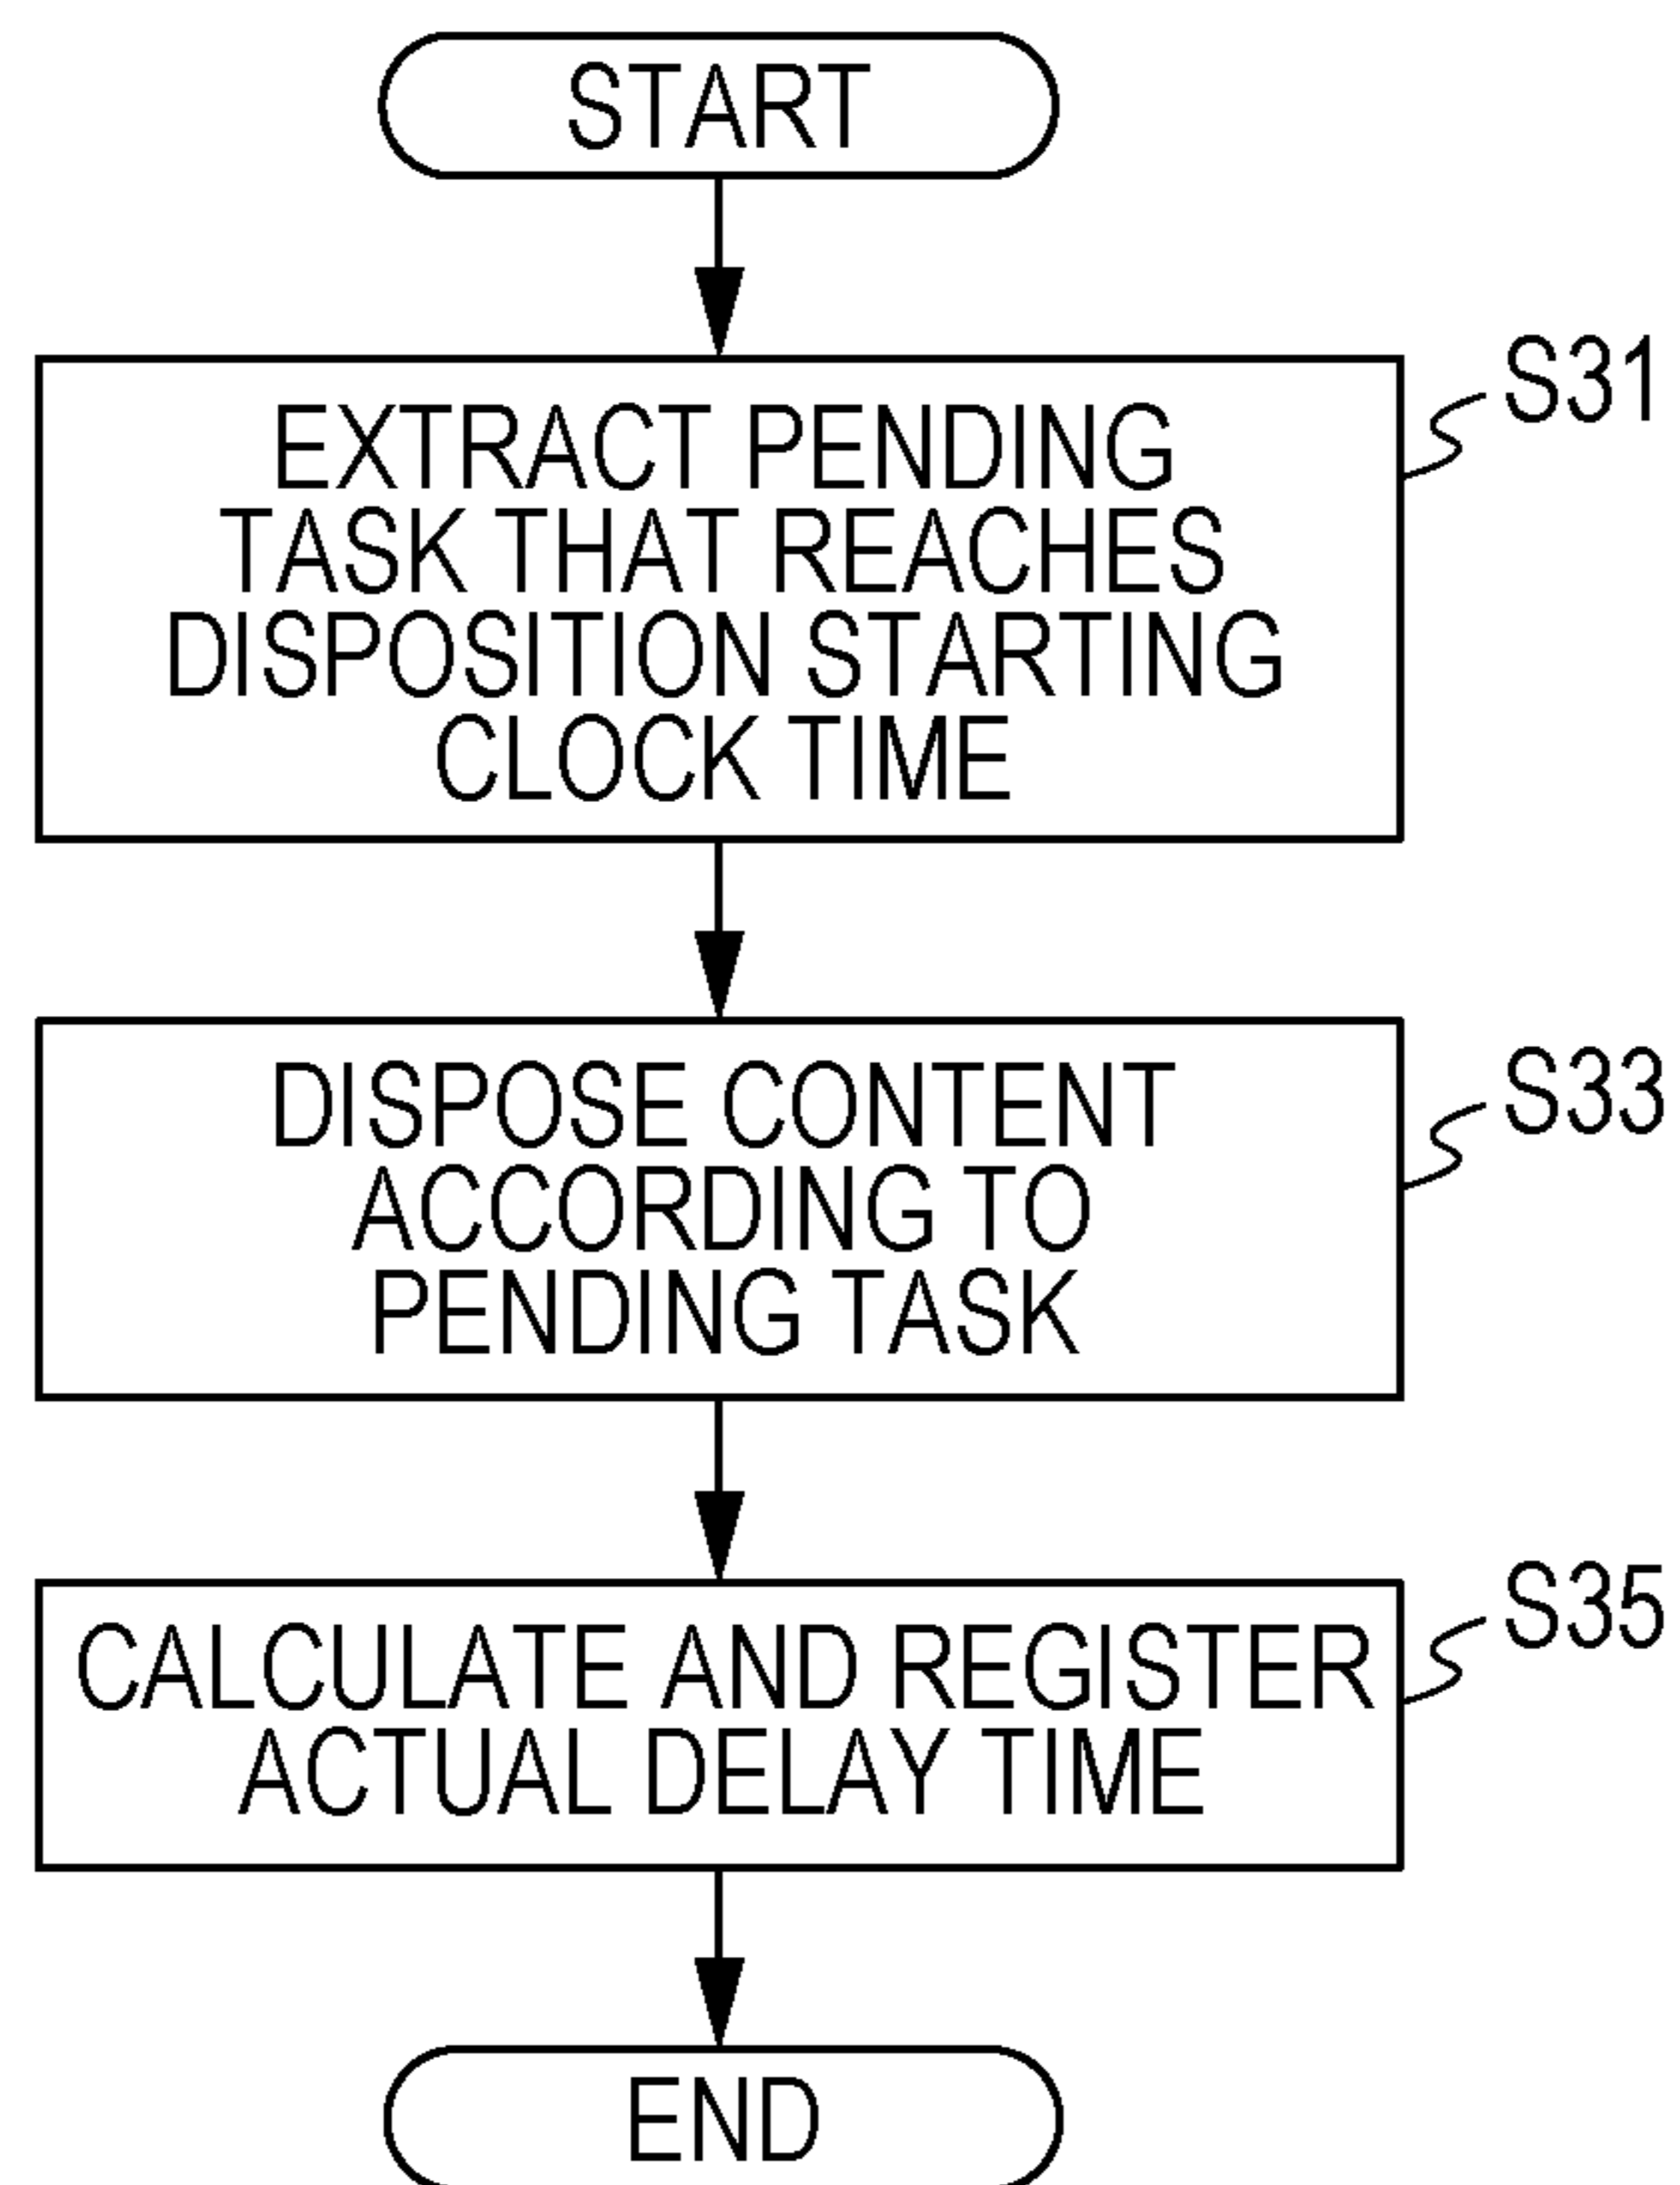 START
S31
EXTRACT PENDING
TASK THAT REACHES
DISPOSITION STARTING
CLOCK TIME
S33
DISPOSE CONTENT
ACCORDING TO
PENDING TASK
S35
CALCULATE AND REGISTER
ACTUAL DELAY TIME
END